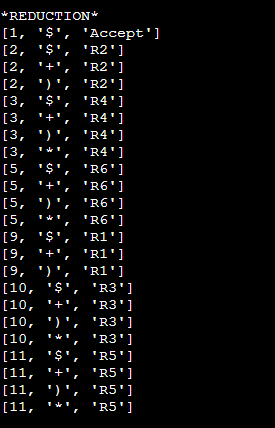 *REDUCTION*
[1, '$', 'Accept']
[2, '$', 'R2']
[2, '+', 'R2']
[2, ')', 'R2']
[3, '$', 'R4']
[3, '+', 'R4']
[3, ')', 'R4']
[3, '*', 'R4']
[5, '$', 'R6']
[5, '+', 'R6']
[5, ')', 'R6']
[5, '*', 'R6']
[9, '$', 'R1']
[9, '+', 'R1']
[9, ')', 'R1']
[10, '$', 'R3']
[10, '+', 'R3']
[10, ')', 'R3']
[10, '*', 'R3']
[11, '$', 'R5']
[11, '+', 'R5']
[11, ')', 'R5']
[11, '*', 'R5']